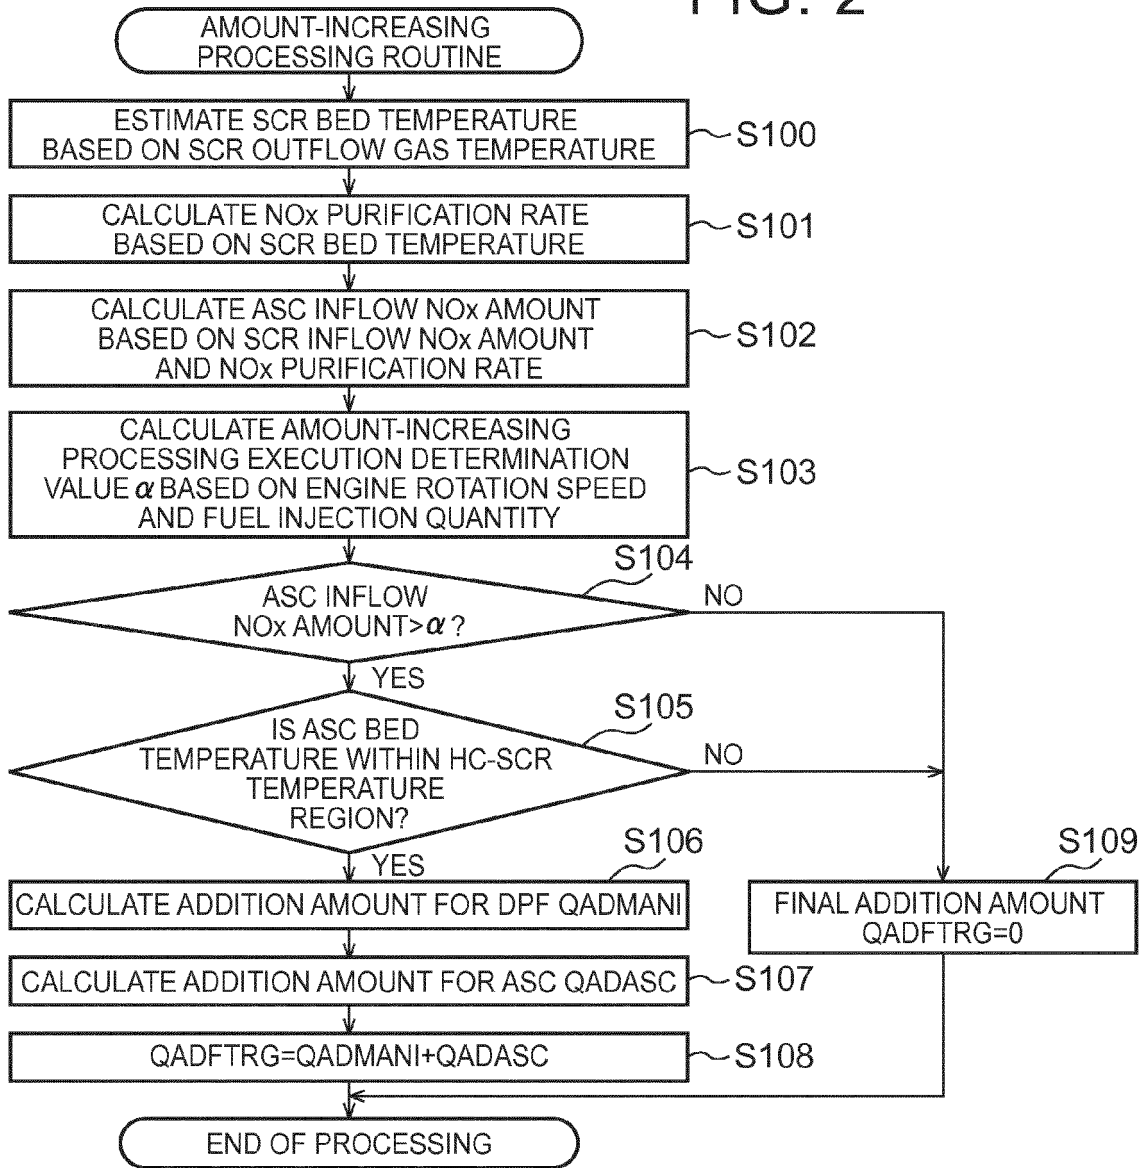 FIG. 2
AMOUNT-INCREASING
PROCESSING ROUTINE
ESTIMATE SCR BED TEMPERATURE
BASED ON SCR OUTFLOW GAS TEMPERATURE
S100
CALCULATE NOx PURIFICATION RATE
BASED ON SCR BED TEMPERATURE
S101
CALCULATE ASC INFLOW NOx AMOUNT
BASED ON SCR INFLOW NOx AMOUNT
AND NOx PURIFICATION RATE
S102
CALCULATE AMOUNT-INCREASING
PROCESSING EXECUTION DETERMINATION
VALUE α BASED ON ENGINE ROTATION SPEED
AND FUEL INJECTION QUANTITY
S103
S104
ASC INFLOW
NOx AMOUNT>α?
NO
YES
S105
IS ASC BED
TEMPERATURE WITHIN HC-SCR
TEMPERATURE
REGION?
NO
YES
S106
CALCULATE ADDITION AMOUNT FOR DPF QADMANI
S109
FINAL ADDITION AMOUNT
QADFTRG=0
CALCULATE ADDITION AMOUNT FOR ASC QADASC
S107
QADFTRG=QADMANI+QADASC
S108
END OF PROCESSING